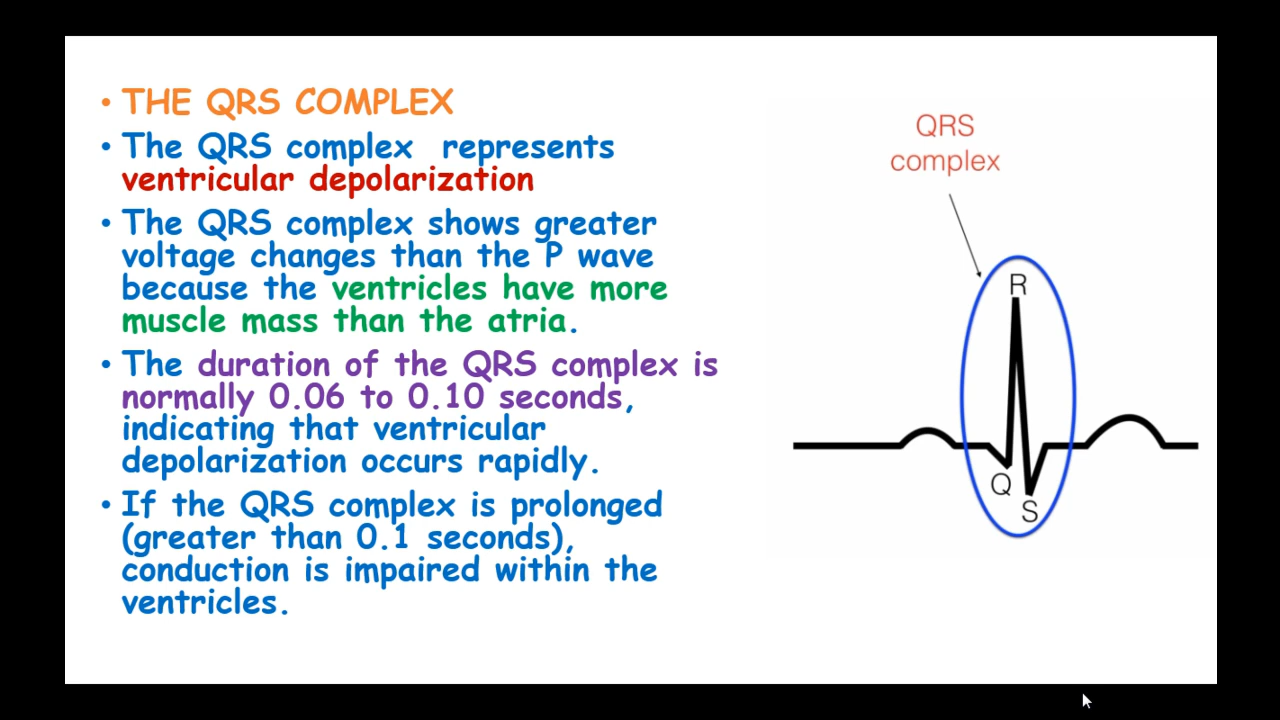 • THE QRS COMPLEX
• The QRS complex  represents
ventricular depolarization
• The QRS complex shows greater
voltage changes than the P wave
because the ventricles have more
muscle mass than the atria.
• The duration of the QRS complex is
normally 0.06 to 0.10 seconds,
indicating that ventricular
depolarization occurs rapidly.
• If the QRS complex is prolonged
(greater than 0.1 seconds),
conduction is impaired within the
ventricles.
QRS
complex
R
Q
S